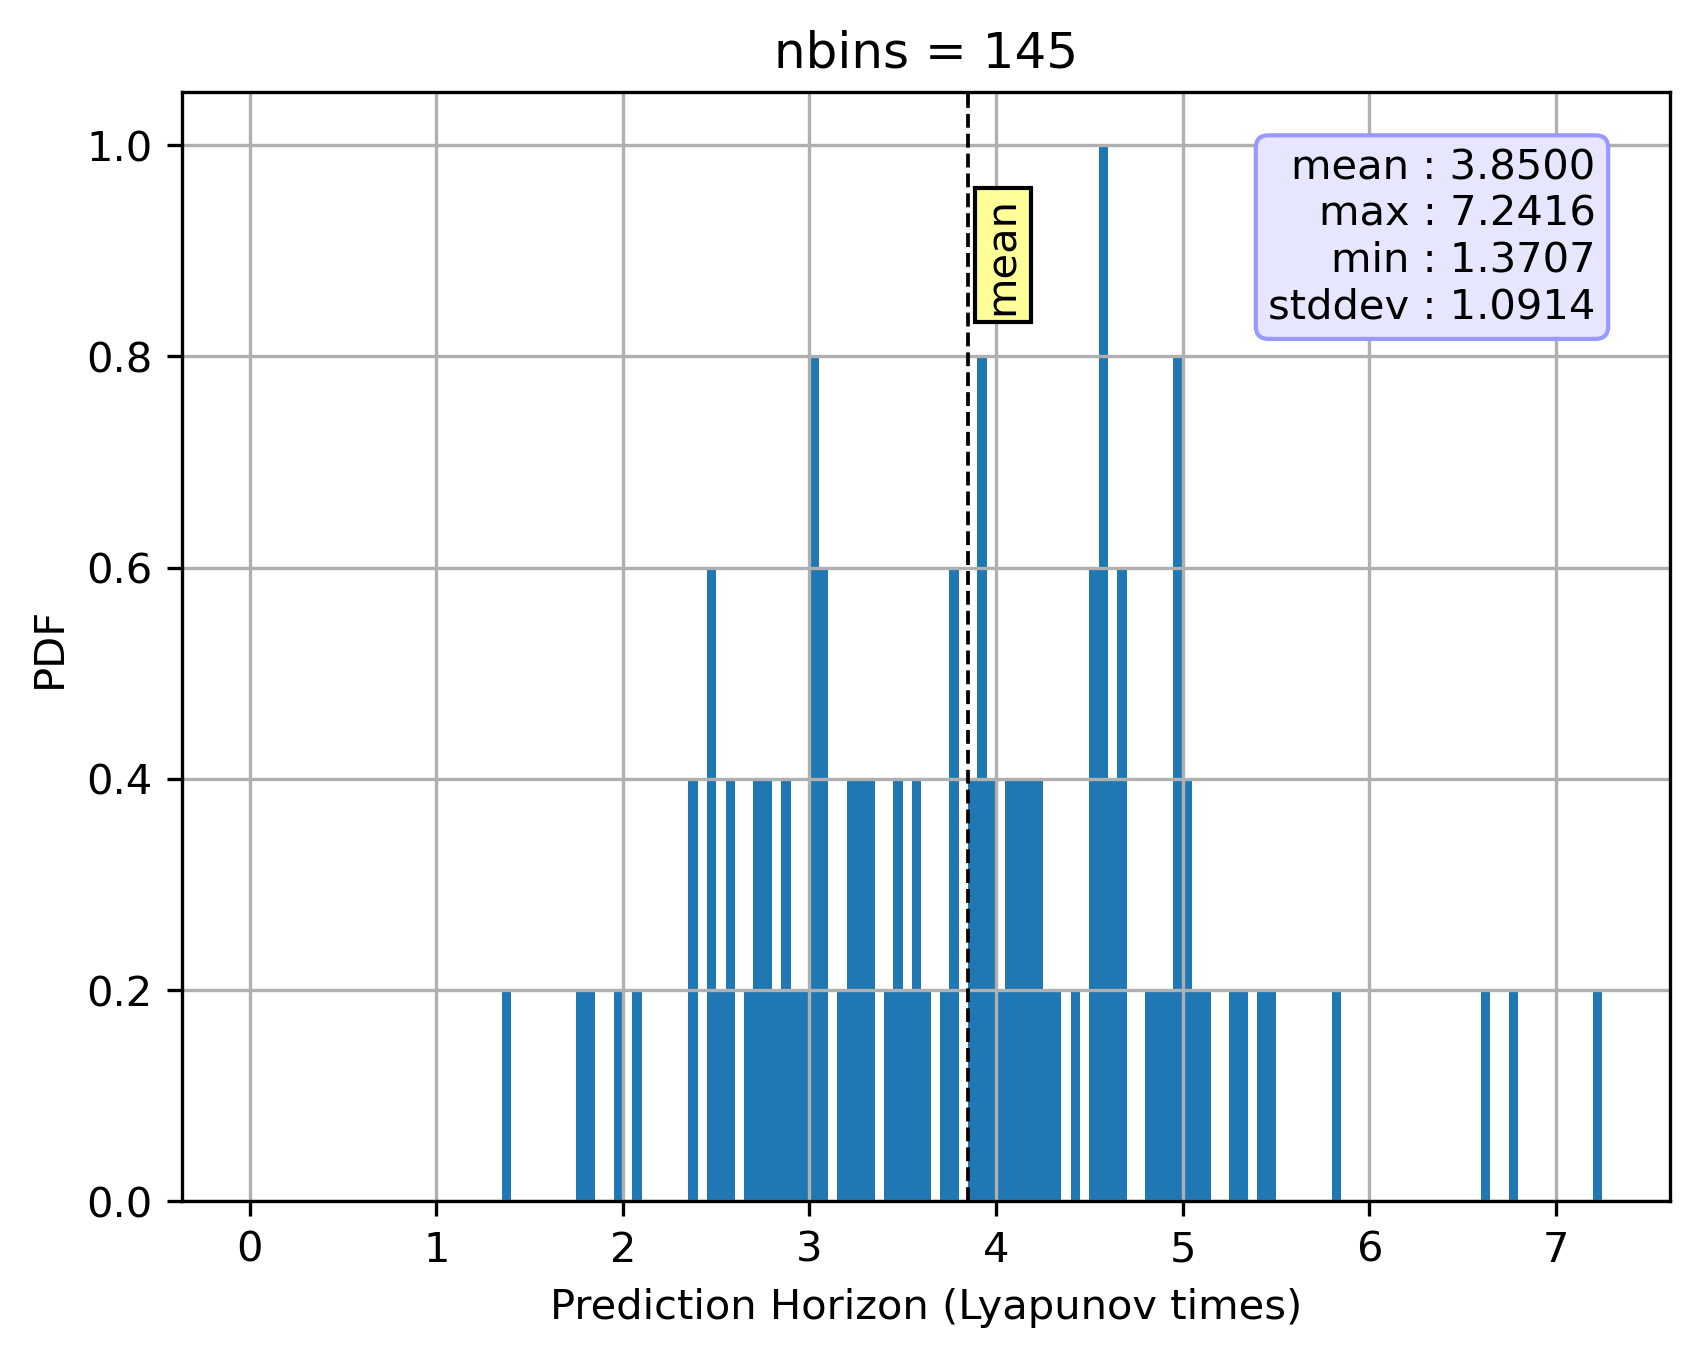 nbins = 145
mean : 3.8500
max : 7.2416
min : 1.3707
stddev : 1.0914
mean
PDF
1.0
0.8
0.6
0.4
0.2
0.0
0 1 2 3 4 5 6 7
Prediction Horizon (Lyapunov times)